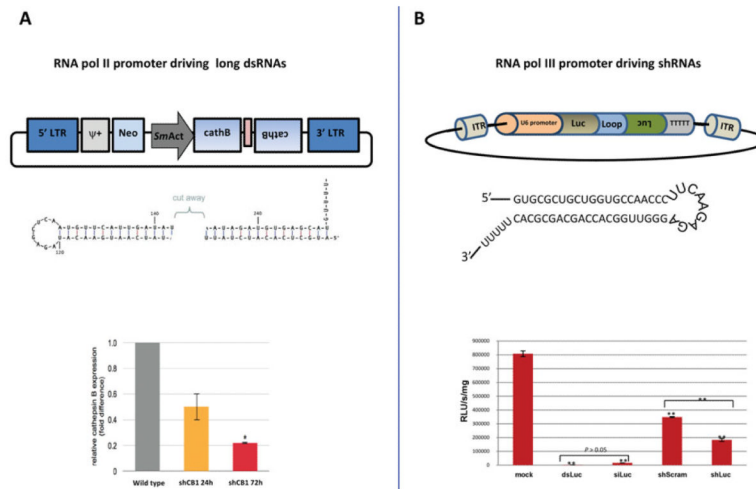 A
RNA pol II promoter driving long dsRNAs
5' LTR
Ψ+
Neo
SmAct
cathB
cathB
3' LTR
cut away
140
120
relative cathepsin B expression
(fold difference)
1.0
0.8
0.6
0.4
0.2
0
*
Wild type
shCB1 24h
shCB1 72h
B
RNA pol III promoter driving shRNAs
ITR
U6 promoter
Luc
Loop
Luc
TTTTT
ITR
5'
GUGCGCUGCUGGUGCCAACCC
UUCAAGAGA
CACGCGACGACCACGGUUGGG
UUUUU
3'
RLU/s/mg
900000
800000
700000
600000
500000
400000
300000
200000
100000
0
**
P > 0.05
**
**
**
**
mock
dsLuc
siLuc
shScram
shLuc